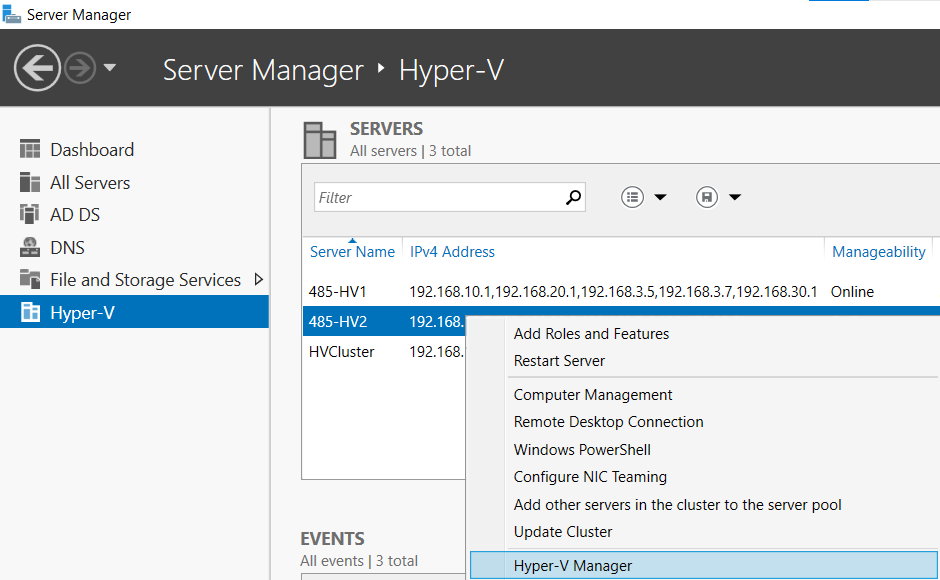 Server Manager
Server Manager ‣ Hyper-V
Dashboard
All Servers
AD DS
DNS
File and Storage Services
Hyper-V
SERVERS
All servers | 3 total
Filter
Server Name IPv4 Address Manageability
485-HV1 192.168.10.1,192.168.20.1,192.168.3.5,192.168.3.7,192.168.30.1 Online
485-HV2 192.168.
HVCluster 192.168.
Add Roles and Features
Restart Server
Computer Management
Remote Desktop Connection
Windows PowerShell
Configure NIC Teaming
Add other servers in the cluster to the server pool
Update Cluster
Hyper-V Manager
EVENTS
All events | 3 total